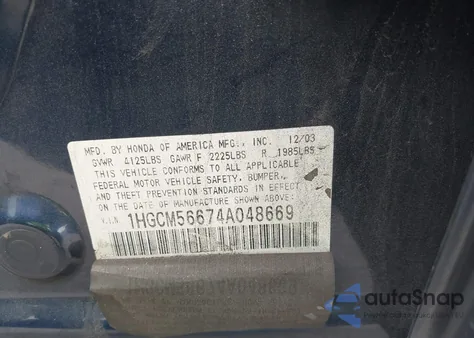 MFD. BY HONDA OF AMERICA MFG., INC. 12/03
GVWR 4125LBS GAWR F 2225LBS R 1985LBS
THIS VEHICLE CONFORMS TO ALL APPLICABLE
FEDERAL MOTOR VEHICLE SAFETY, BUMPER,
AND THEFT PREVENTION STANDARDS IN EFFECT
ON THE DATE OF MANUFACTURE SHOWN ABOVE.
V.I.N. 1HGCM56674A048669
autoSnap